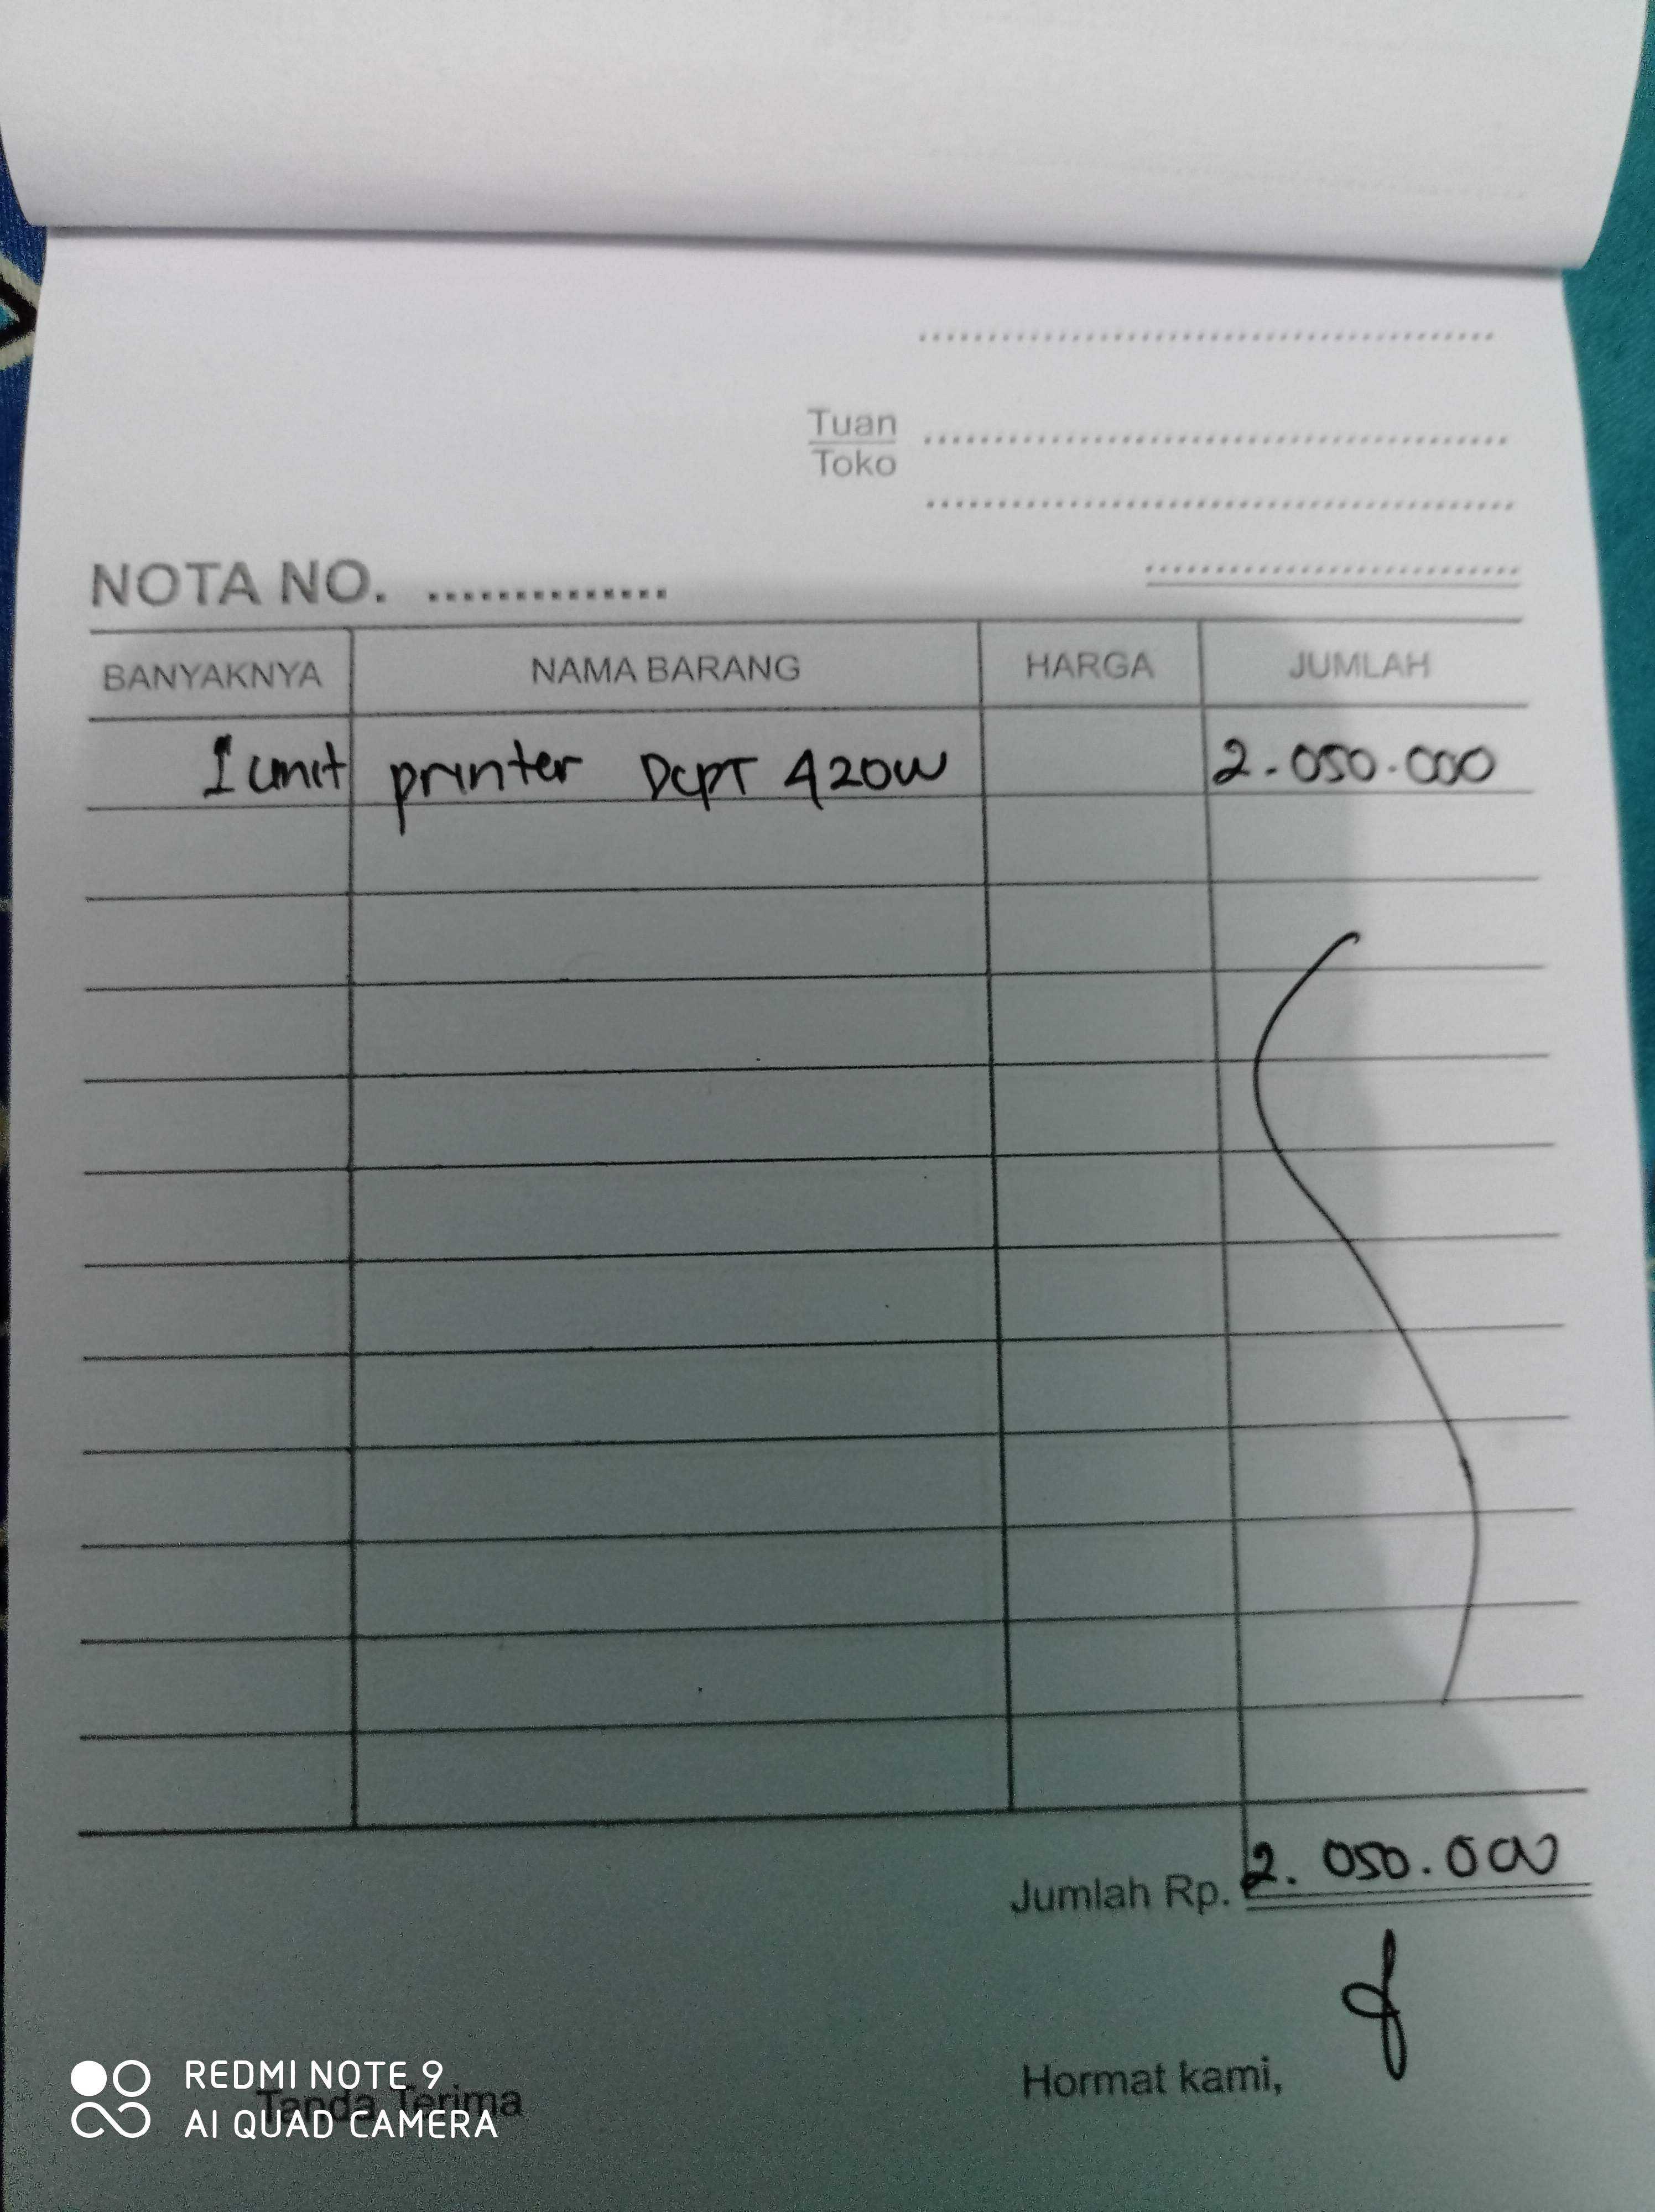 Tuan
Toko
NOTA NO. ..............
BANYAKNYA NAMA BARANG HARGA JUMLAH
1 unit printer DCPT 420W 2.050.000
Jumlah Rp. 2.050.000
Hormat kami,
Tanda Terima
REDMI NOTE 9
AI QUAD CAMERA